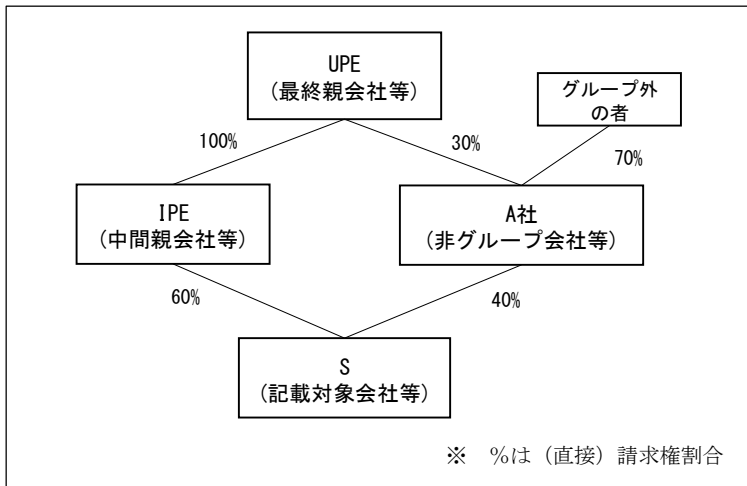 UPE
(最終親会社等)
グループ外
の者
100%
30%
70%
IPE
(中間親会社等)
A社
(非グループ会社等)
60%
40%
S
(記載対象会社等)
※ %は(直接)請求権割合